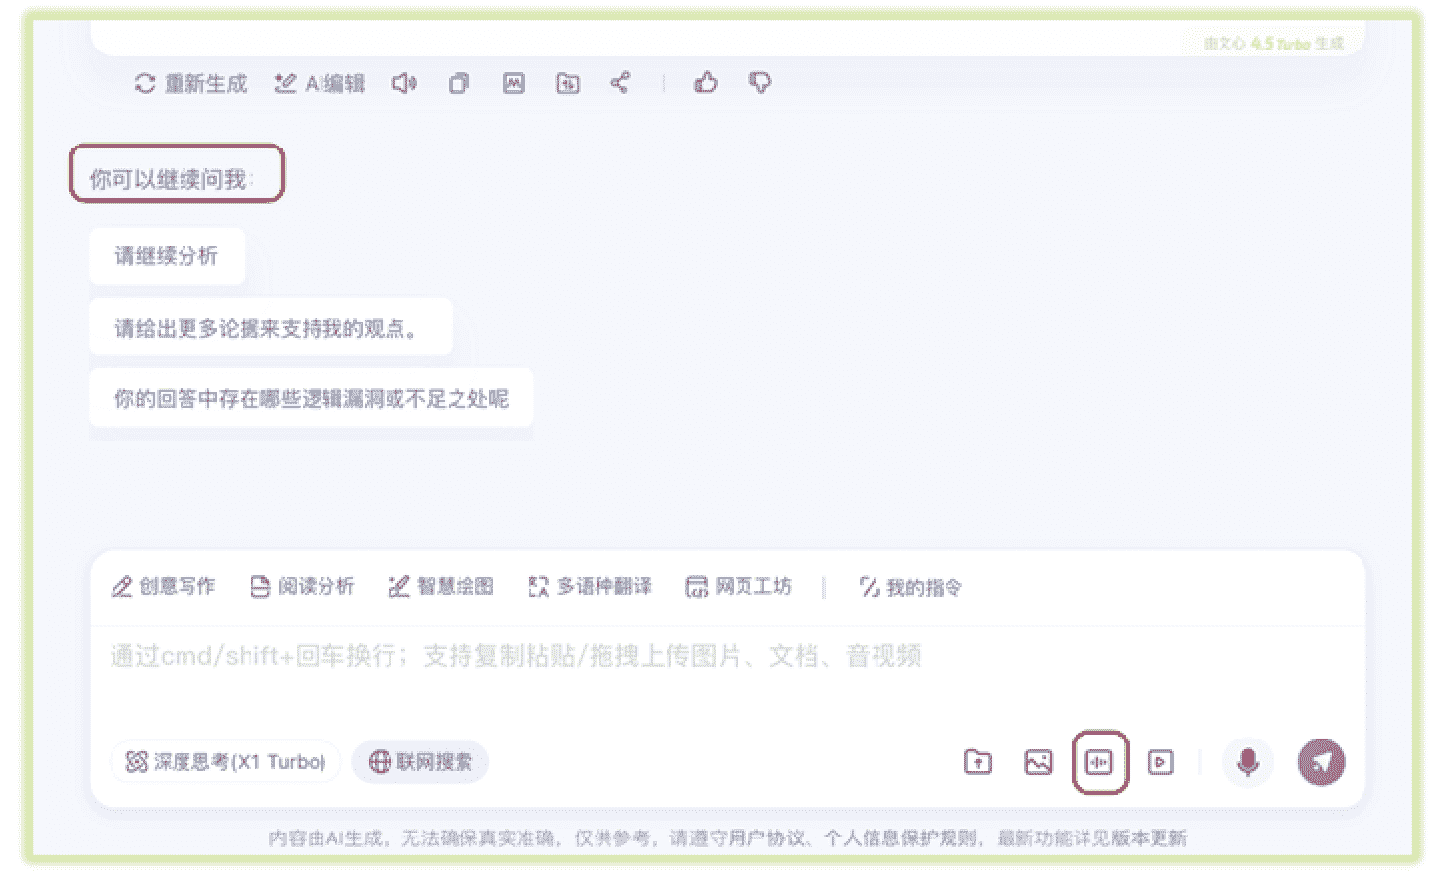 由文心 4.5 Turbo 生成
重新生成 AI编辑
你可以继续问我：
请继续分析
请给出更多论据来支持我的观点。
你的回答中存在哪些逻辑漏洞或不足之处呢
创意写作 阅读分析 智慧绘图 多语种翻译 网页工坊 我的指令
通过cmd/shift+回车换行；支持复制粘贴/拖拽上传图片、文档、音视频
深度思考(X1 Turbo) 联网搜索
内容由AI生成，无法确保真实准确，仅供参考，请遵守用户协议、个人信息保护规则，最新功能详见版本更新